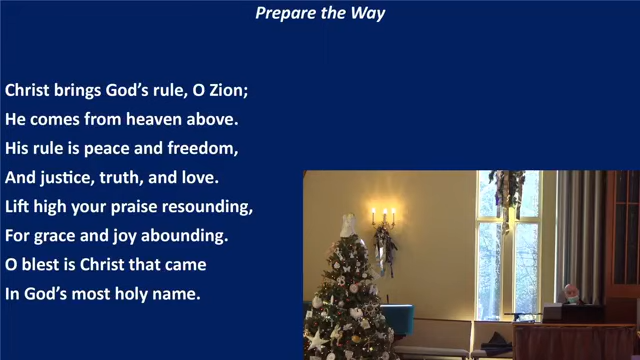 Prepare the Way
Christ brings God's rule, O Zion;
He comes from heaven above.
His rule is peace and freedom,
And justice, truth, and love.
Lift high your praise resounding,
For grace and joy abounding.
O blest is Christ that came
In God's most holy name.